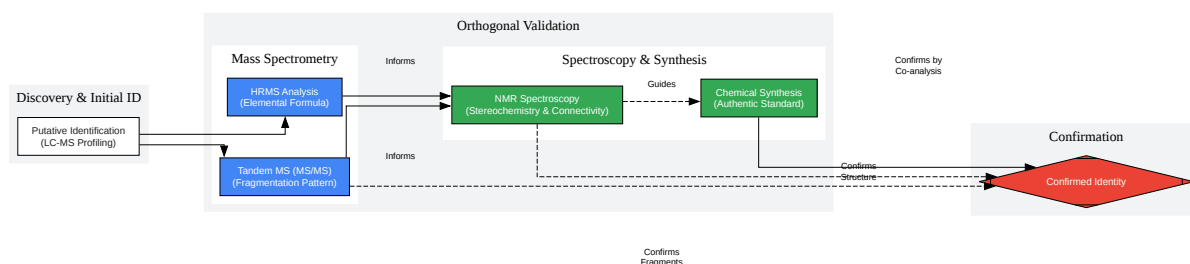 Orthogonal Validation
Discovery & Initial ID
Putative Identification
(LC-MS Profiling)
Mass Spectrometry
HRMS Analysis
(Elemental Formula)
Tandem MS (MS/MS)
(Fragmentation Pattern)
Informs
Informs
Spectroscopy & Synthesis
NMR Spectroscopy
(Stereochemistry & Connectivity)
Guides
Chemical Synthesis
(Authentic Standard)
Confirms by
Co-analysis
Confirms
Structure
Confirmation
Confirmed Identity
Confirms
Fragments